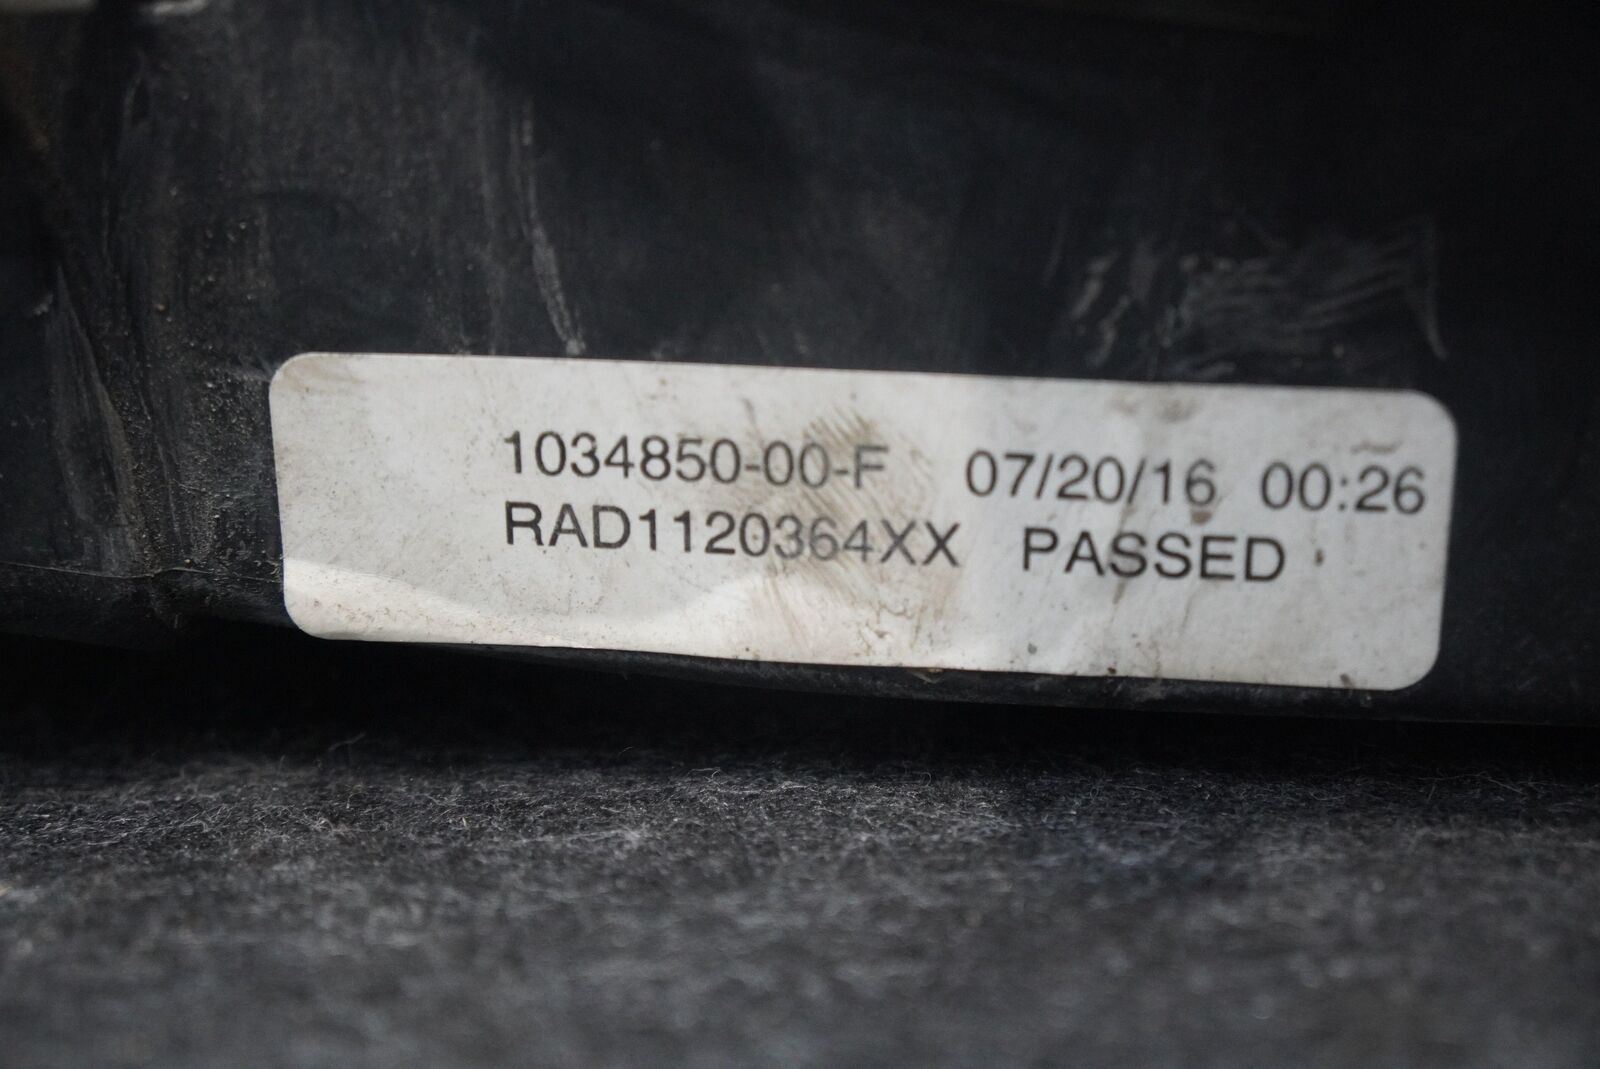 1034850-00-F 07/20/16 00:26
RAD1120364XX PASSED